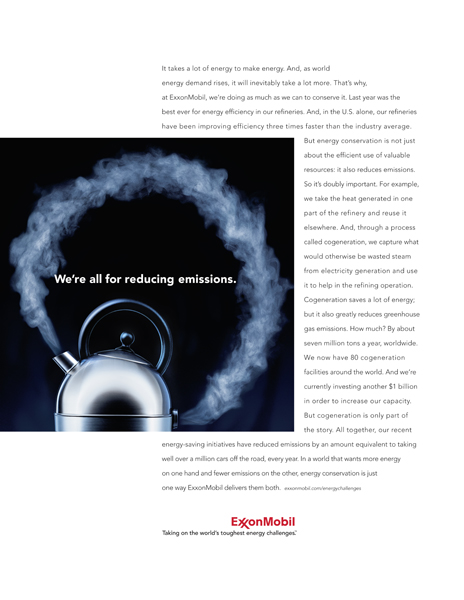 It takes a lot of energy to make energy. And, as world
energy demand rises, it will inevitably take a lot more. That's why,
at ExxonMobil, we're doing as much as we can to conserve it. Last year was the
best ever for energy efficiency in our refineries. And, in the U.S. alone, our refineries
have been improving efficiency three times faster than the industry average.
But energy conservation is not just
about the efficient use of valuable
resources: it also reduces emissions.
So it's doubly important. For example,
we take the heat generated in one
part of the refinery and reuse it
elsewhere. And, through a process
called cogeneration, we capture what
would otherwise be wasted steam
from electricity generation and use
it to help in the refining operation.
Cogeneration saves a lot of energy;
but it also greatly reduces greenhouse
gas emissions. How much? By about
seven million tons a year, worldwide.
We now have 80 cogeneration
facilities around the world. And we're
currently investing another $1 billion
in order to increase our capacity.
But cogeneration is only part of
the story. All together, our recent
energy-saving initiatives have reduced emissions by an amount equivalent to taking
well over a million cars off the road, every year. In a world that wants more energy
on one hand and fewer emissions on the other, energy conservation is just
one way ExxonMobil delivers them both. exxonmobil.com/energychallenges
We're all for reducing emissions.
ExxonMobil
Taking on the world's toughest energy challenges.™